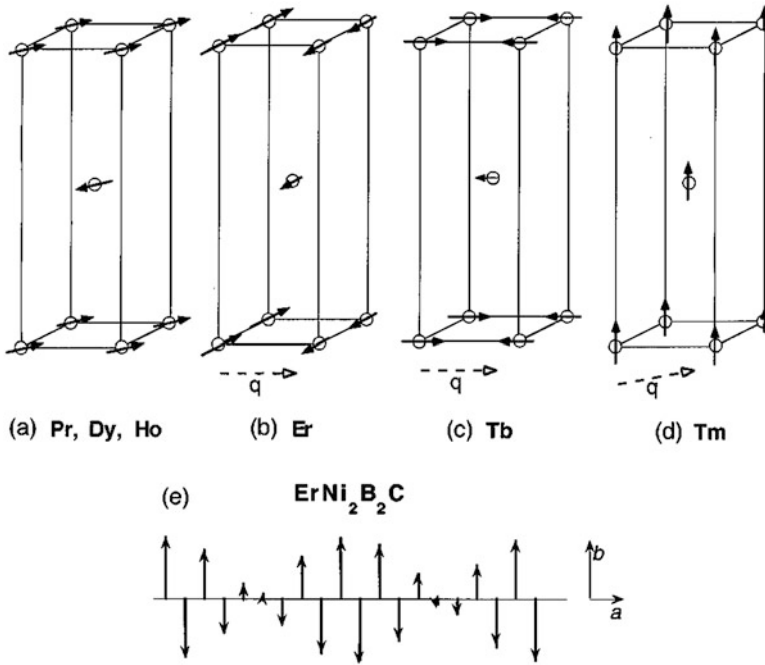 q
q
q
(a) Pr, Dy, Ho
(b) Er
(c) Tb
(d) Tm
(e)
ErNi₂B₂C
b
a